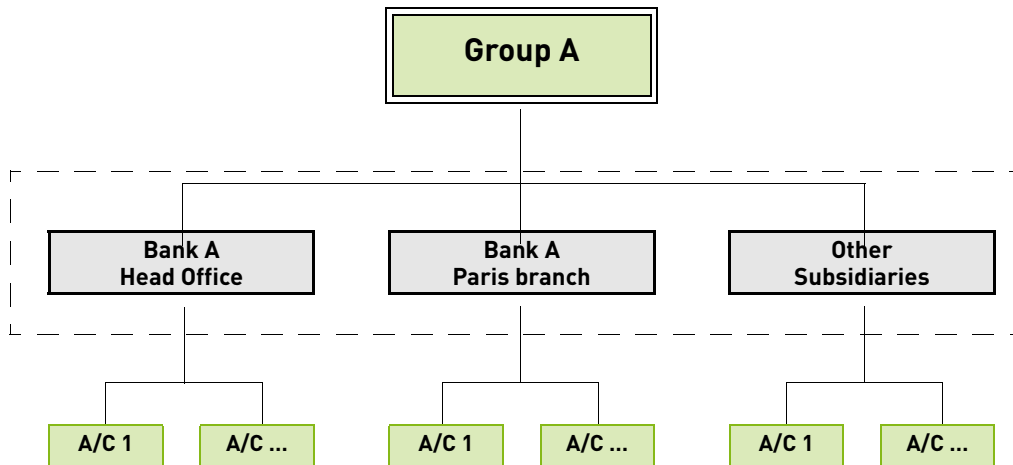 Group A
Bank A
Head Office
Bank A
Paris branch
Other
Subsidiaries
A/C 1
A/C ...
A/C 1
A/C ...
A/C 1
A/C ...